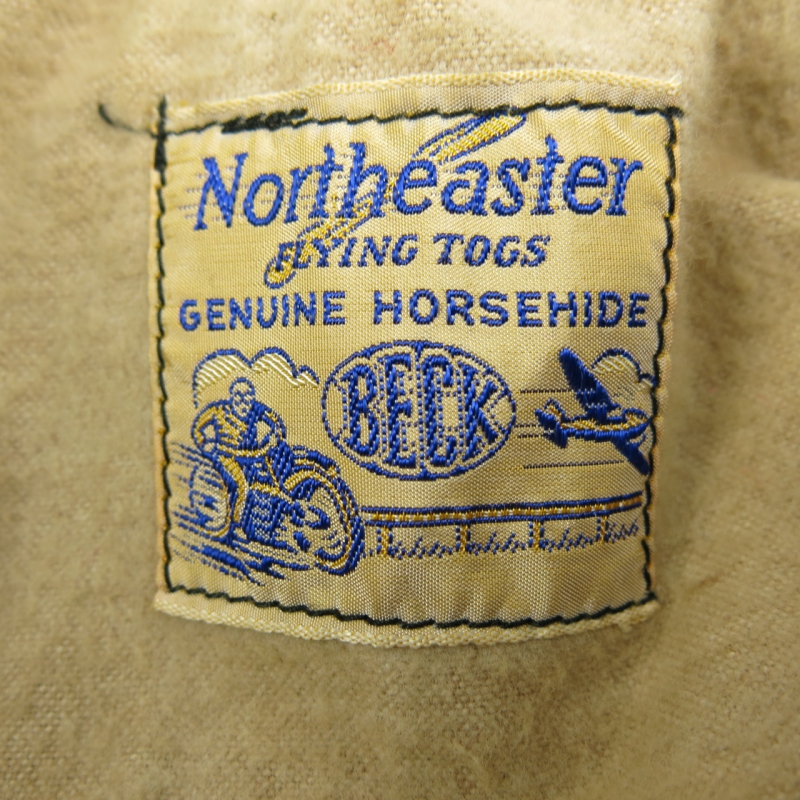 Northeaster
FLYING TOGS
GENUINE HORSEHIDE
BECK